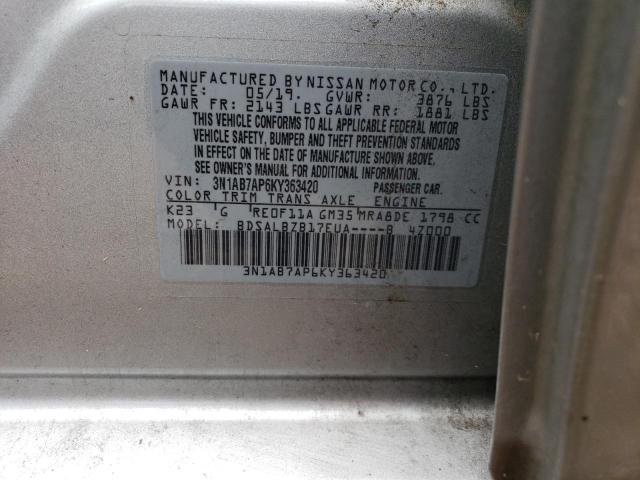 MANUFACTURED BY NISSAN MOTOR CO., LTD.
DATE: 05/19. GVWR: 3876 LBS
GAWR FR: 2143 LBS GAWR RR: 1881 LBS
THIS VEHICLE CONFORMS TO ALL APPLICABLE FEDERAL MOTOR
VEHICLE SAFETY, BUMPER AND THEFT PREVENTION STANDARDS
IN EFFECT ON THE DATE OF MANUFACTURE SHOWN ABOVE.
SEE OWNER'S MANUAL FOR ADDITIONAL INFORMATION.
VIN: 3N1AB7AP6KY363420 PASSENGER CAR.
COLOR TRIM TRANS AXLE ENGINE
K23 G RE0F11A GM35 MRA8DE 1798 CC
MODEL: BDSALBZB17EUA----B 47000
3N1AB7AP6KY363420